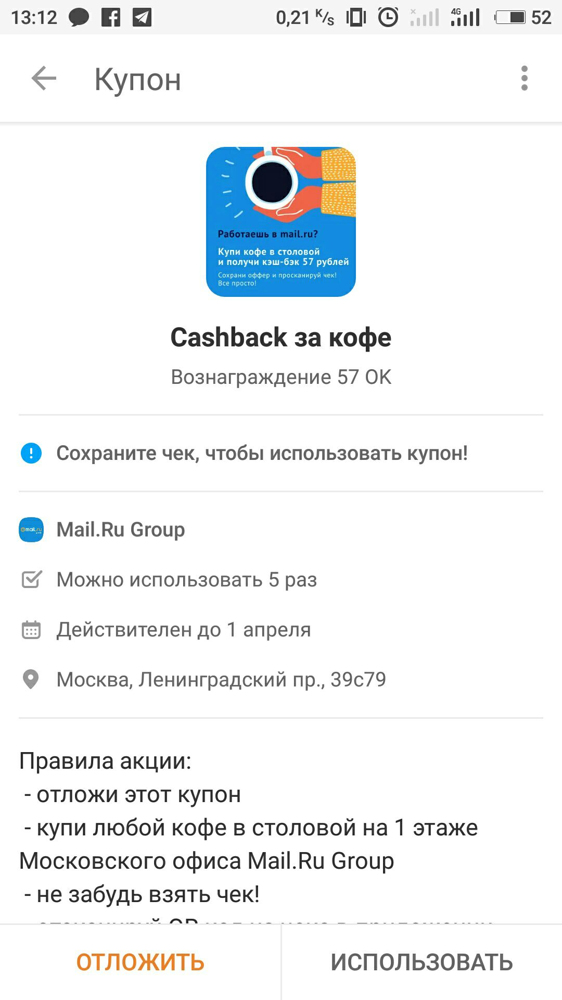 13:12 0,21 K/s 4G 52
Купон
Работаешь в mail.ru?
Купи кофе в столовой
и получи кэш-бэк 57 рублей
Сохрани оффер и просканируй чек!
Все просто!
Cashback за кофе
Вознаграждение 57 ОК
Сохраните чек, чтобы использовать купон!
@mail.ru
Mail.Ru Group
Можно использовать 5 раз
Действителен до 1 апреля
Москва, Ленинградский пр., 39с79
Правила акции:
- отложи этот купон
- купи любой кофе в столовой на 1 этаже
Московского офиса Mail.Ru Group
- не забудь взять чек!
ОТЛОЖИТЬ
ИСПОЛЬЗОВАТЬ